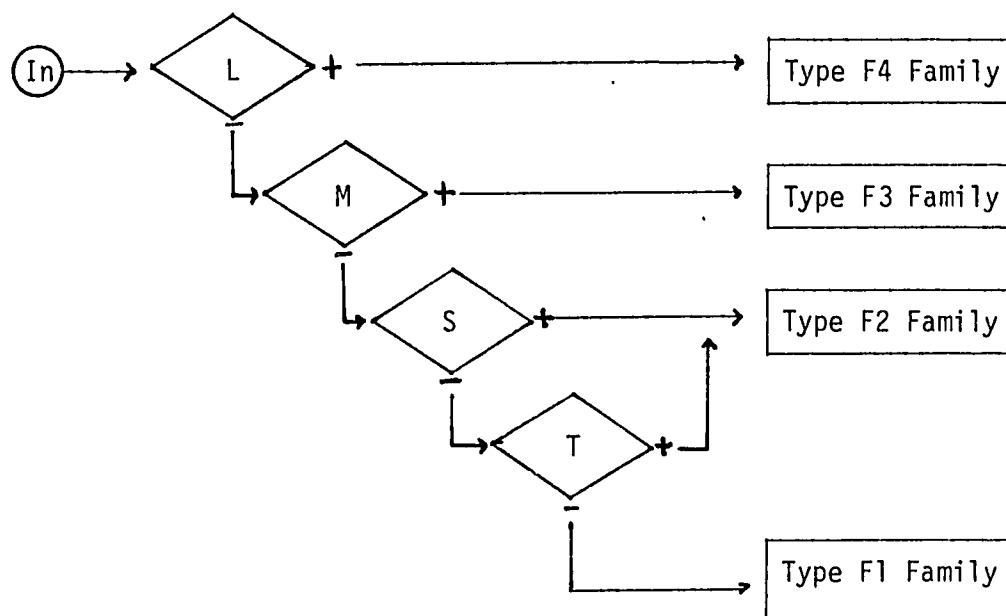 In
L
+
Type F4 Family
-
M
+
Type F3 Family
-
S
+
Type F2 Family
-
T
+
-
Type F1 Family